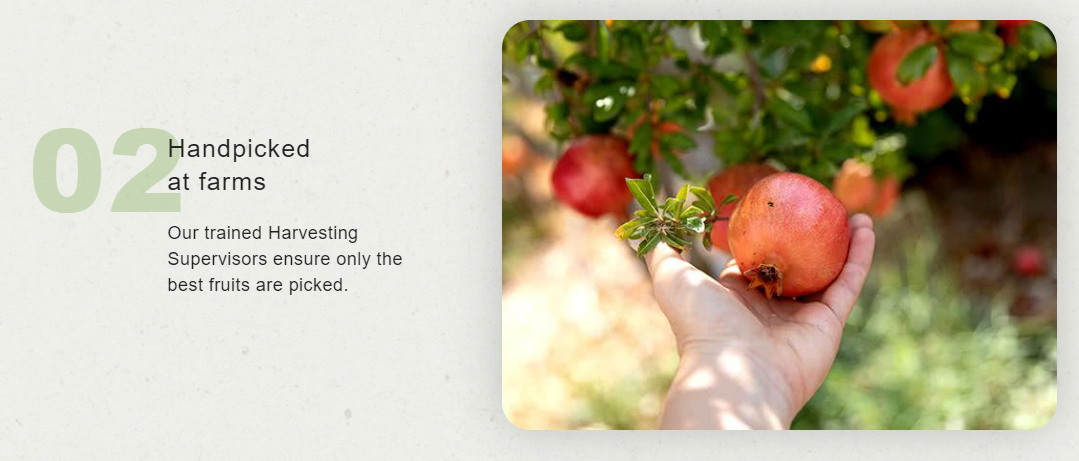 02
Handpicked
at farms
Our trained Harvesting
Supervisors ensure only the
best fruits are picked.